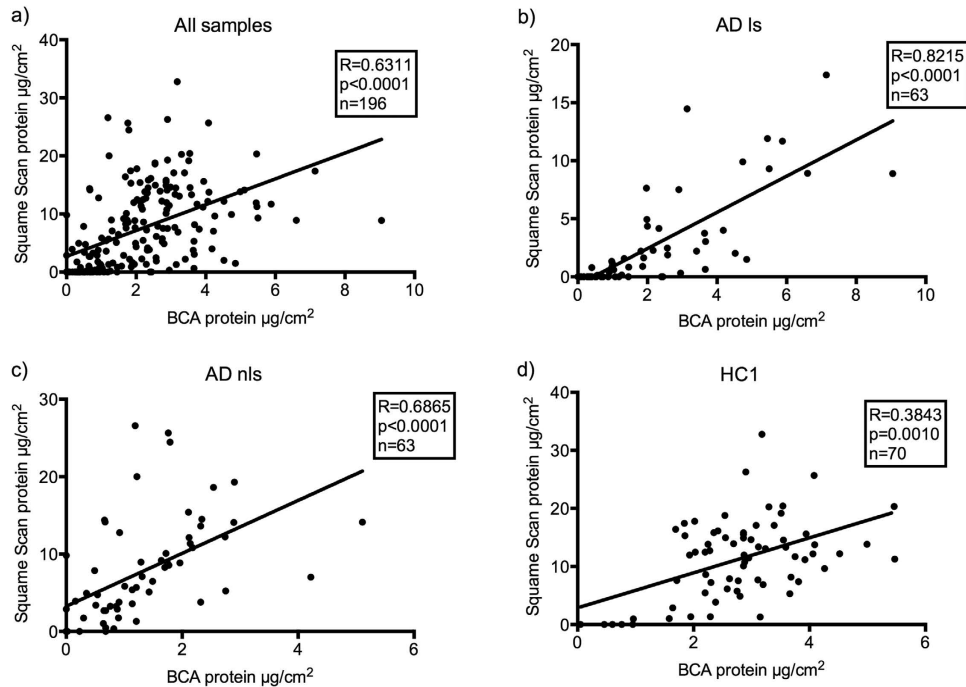 a)
All samples
Squame Scan protein µg/cm²
40
30
20
10
0
0 2 4 6 8 10
BCA protein µg/cm²
R=0.6311
p<0.0001
n=196
b)
AD ls
Squame Scan protein µg/cm²
20
15
10
5
0
0 2 4 6 8 10
BCA protein µg/cm²
R=0.8215
p<0.0001
n=63
c)
AD nls
Squame Scan protein µg/cm²
30
20
10
0
0 2 4 6
BCA protein µg/cm²
R=0.6865
p<0.0001
n=63
d)
HC1
Squame Scan protein µg/cm²
40
30
20
10
0
0 2 4 6
BCA protein µg/cm²
R=0.3843
p=0.0010
n=70